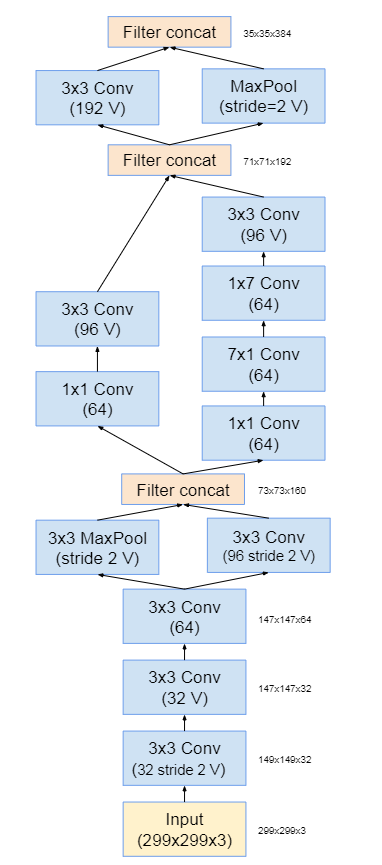 Filter concat
35x35x384
3x3 Conv
(192 V)
MaxPool
(stride=2 V)
Filter concat
71x71x192
3x3 Conv
(96 V)
1x7 Conv
(64)
3x3 Conv
(96 V)
7x1 Conv
(64)
1x1 Conv
(64)
1x1 Conv
(64)
Filter concat
73x73x160
3x3 MaxPool
(stride 2 V)
3x3 Conv
(96 stride 2 V)
3x3 Conv
(64)
147x147x64
3x3 Conv
(32 V)
147x147x32
3x3 Conv
(32 stride 2 V)
149x149x32
Input
(299x299x3)
299x299x3